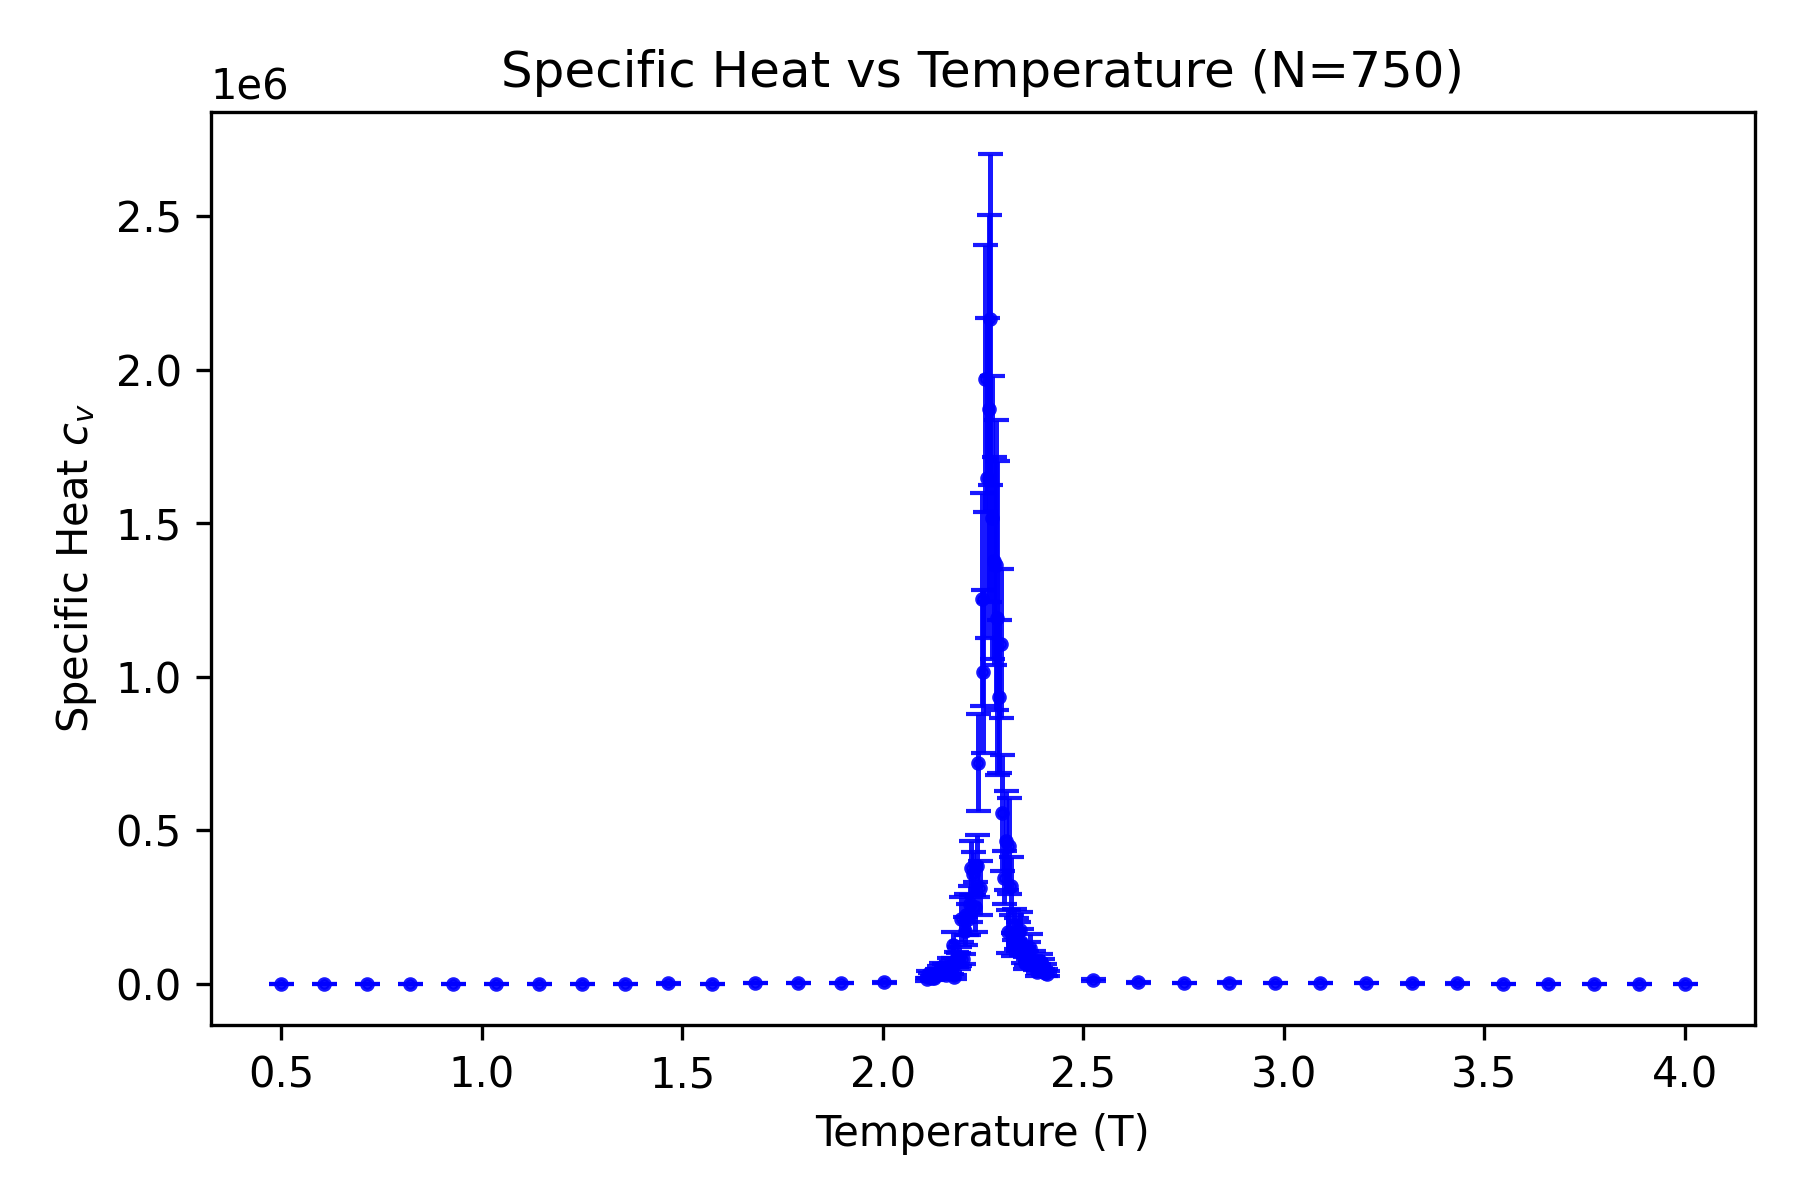 Specific Heat vs Temperature (N=750)
1e6
2.5
2.0
1.5
1.0
0.5
0.0
Specific Heat c_v
0.5 1.0 1.5 2.0 2.5 3.0 3.5 4.0
Temperature (T)